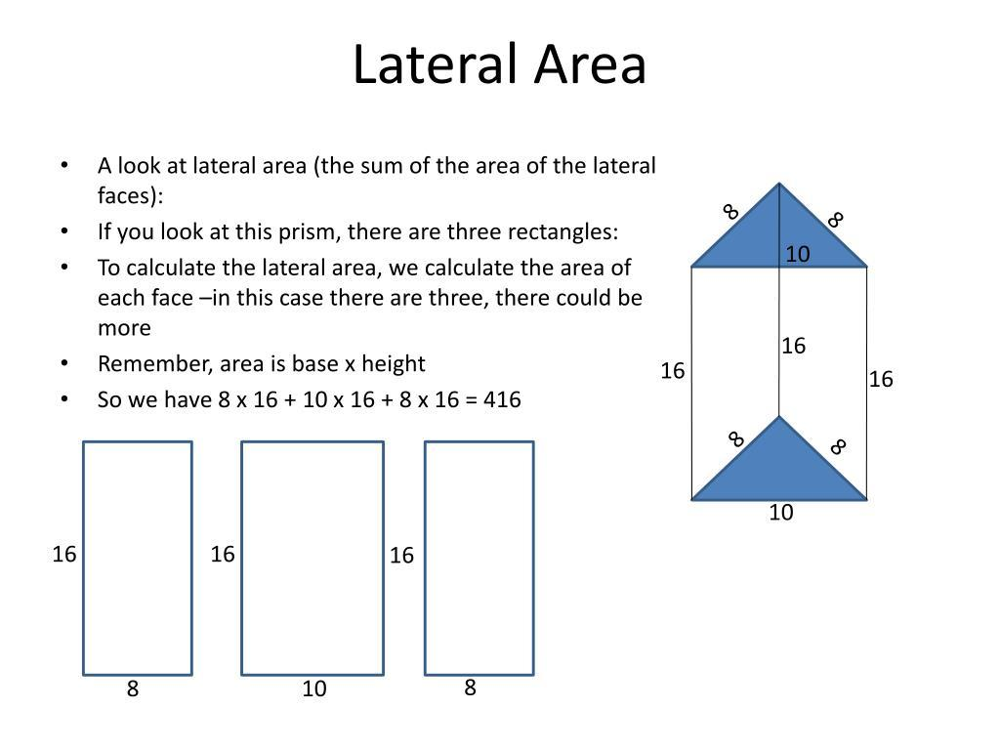 Lateral Area
• A look at lateral area (the sum of the area of the lateral
faces):
• If you look at this prism, there are three rectangles:
• To calculate the lateral area, we calculate the area of
each face –in this case there are three, there could be
more
• Remember, area is base x height
• So we have 8 x 16 + 10 x 16 + 8 x 16 = 416
8
8
10
16
16
16
8
8
10
16
16
16
8
10
8